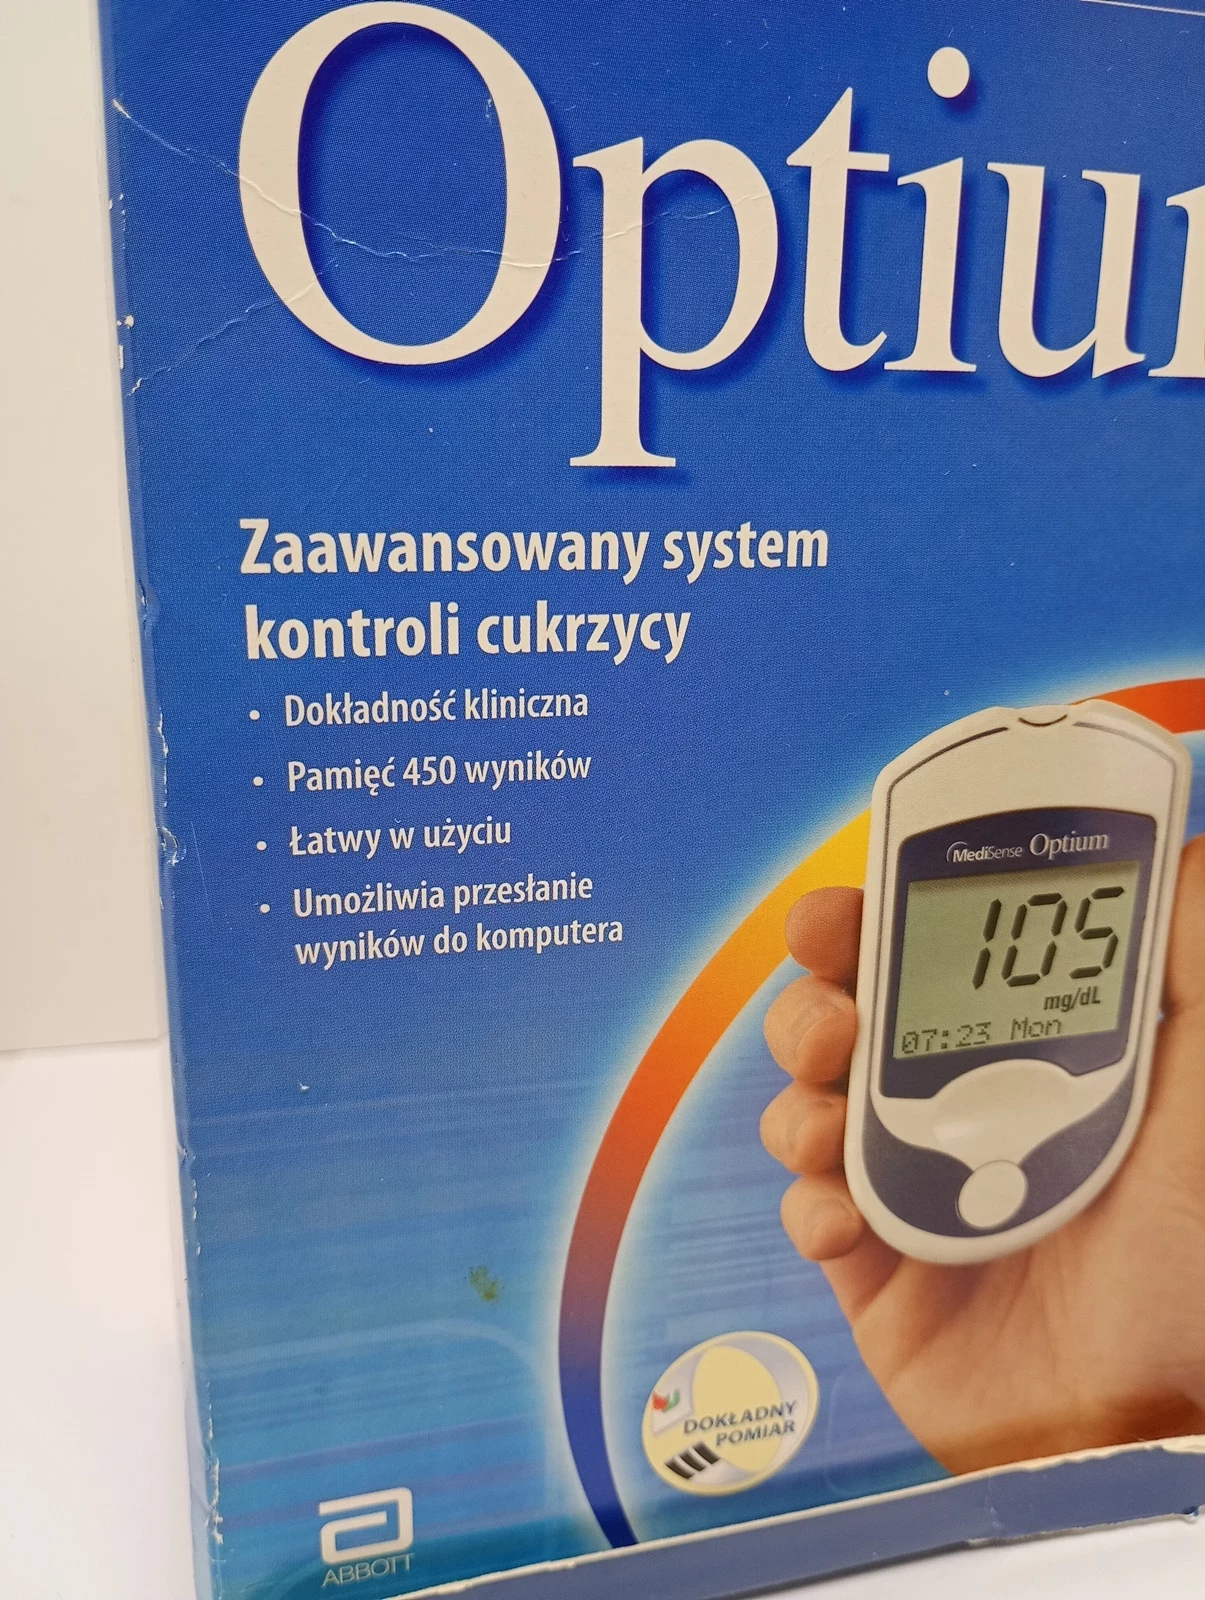 Optium
Zaawansowany system
kontroli cukrzycy
• Dokładność kliniczna
• Pamięć 450 wyników
• Łatwy w użyciu
• Umożliwia przesłanie
wyników do komputera
MediSense Optium
105
mg/dL
07:23 Mon
DOKŁADNY
POMIAR
ABBOTT